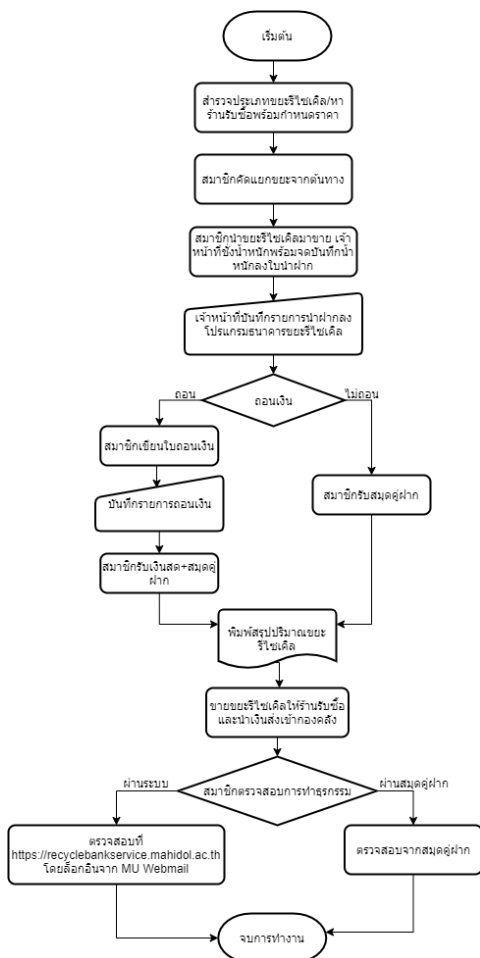 เริ่มต้น
สำรวจประเภทขยะรีไซเคิล/หา
ร้านรับซื้อพร้อมกำหนดราคา
สมาชิกคัดแยกขยะจากต้นทาง
สมาชิกนำขยะรีไซเคิลมาขาย เจ้า
หน้าที่ชั่งน้ำหนักพร้อมจดบันทึกน้ำ
หนักลงใบนำฝาก
เจ้าหน้าที่บันทึกรายการนำฝากลง
โปรแกรมธนาคารขยะรีไซเคิล
ถอนเงิน
ถอน
ไม่ถอน
สมาชิกเขียนใบถอนเงิน
บันทึกรายการถอนเงิน
สมาชิกรับเงินสด+สมุดคู่
ฝาก
สมาชิกรับสมุดคู่ฝาก
พิมพ์สรุปปริมาณขยะ
รีไซเคิล
ขายขยะรีไซเคิลให้ร้านรับซื้อ
และนำเงินส่งเข้ากองคลัง
สมาชิกตรวจสอบการทำธุรกรรม
ผ่านระบบ
ผ่านสมุดคู่ฝาก
ตรวจสอบที่
https://recyclebankservice.mahidol.ac.th
โดยล็อกอินจาก MU Webmail
ตรวจสอบจากสมุดคู่ฝาก
จบการทำงาน